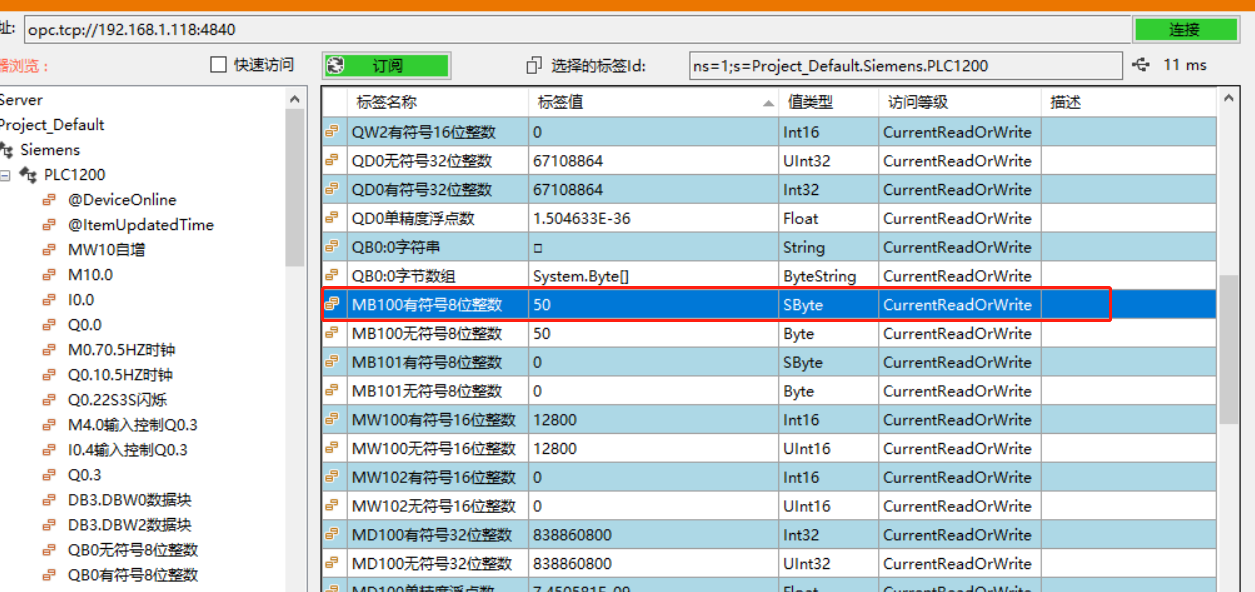 址: opc.tcp://192.168.1.118:4840 连接
器浏览： 快速访问 订阅 选择的标签Id: ns=1;s=Project_Default.Siemens.PLC1200 11 ms
Server
Project_Default
Siemens
PLC1200
@DeviceOnline
@ItemUpdatedTime
MW10自增
M10.0
I0.0
Q0.0
M0.70.5HZ时钟
Q0.10.5HZ时钟
Q0.22S3S闪烁
M4.0输入控制Q0.3
I0.4输入控制Q0.3
Q0.3
DB3.DBW0数据块
DB3.DBW2数据块
QB0无符号8位整数
QB0有符号8位整数
标签名称 标签值 值类型 访问等级 描述
QW2有符号16位整数 0 Int16 CurrentReadOrWrite
QD0无符号32位整数 67108864 UInt32 CurrentReadOrWrite
QD0有符号32位整数 67108864 Int32 CurrentReadOrWrite
QD0单精度浮点数 1.504633E-36 Float CurrentReadOrWrite
QB0:0字符串 □ String CurrentReadOrWrite
QB0:0字节数组 System.Byte[] ByteString CurrentReadOrWrite
MB100有符号8位整数 50 SByte CurrentReadOrWrite
MB100无符号8位整数 50 Byte CurrentReadOrWrite
MB101有符号8位整数 0 SByte CurrentReadOrWrite
MB101无符号8位整数 0 Byte CurrentReadOrWrite
MW100有符号16位整数 12800 Int16 CurrentReadOrWrite
MW100无符号16位整数 12800 UInt16 CurrentReadOrWrite
MW102有符号16位整数 0 Int16 CurrentReadOrWrite
MW102无符号16位整数 0 UInt16 CurrentReadOrWrite
MD100有符号32位整数 838860800 Int32 CurrentReadOrWrite
MD100无符号32位整数 838860800 UInt32 CurrentReadOrWrite
MD100单精度浮点数 7.450581E-09 Float CurrentReadOrWrite